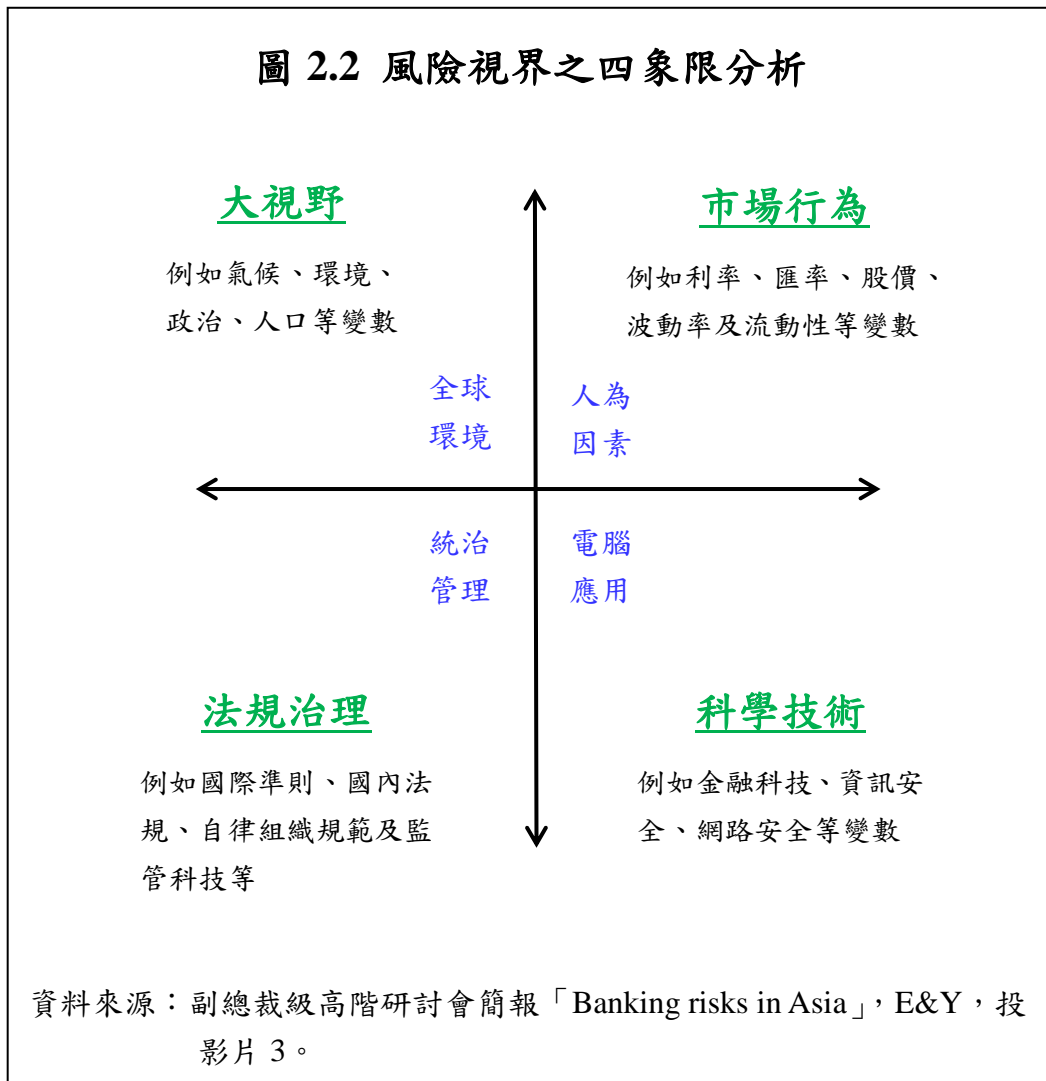 圖 2.2 風險視界之四象限分析
大視野
例如氣候、環境、
政治、人口等變數
市場行為
例如利率、匯率、股價、
波動率及流動性等變數
全球
環境
人為
因素
統治
管理
電腦
應用
法規治理
例如國際準則、國內法
規、自律組織規範及監
管科技等
科學技術
例如金融科技、資訊安
全、網路安全等變數
資料來源：副總裁級高階研討會簡報「Banking risks in Asia」，E&Y，投
影片 3。